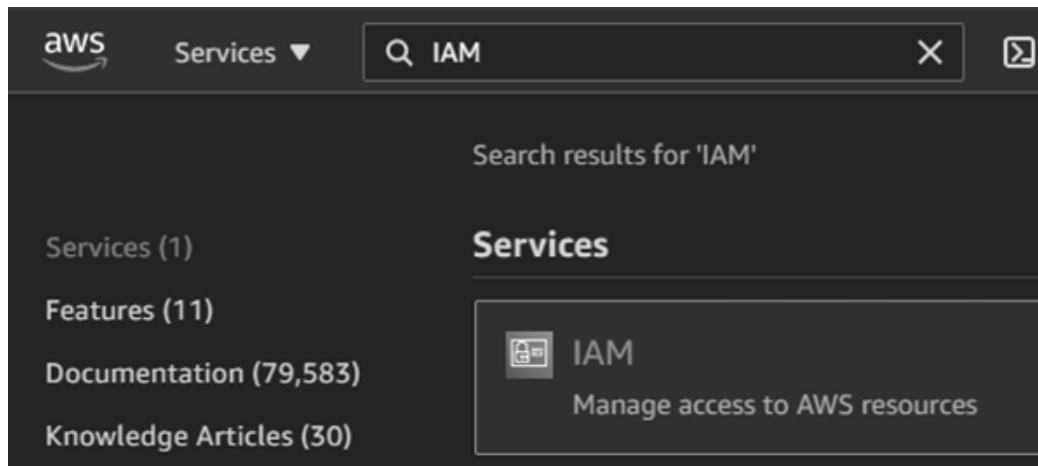 aws
Services ▼
IAM
Search results for 'IAM'
Services (1)
Features (11)
Documentation (79,583)
Knowledge Articles (30)
Services
IAM
Manage access to AWS resources